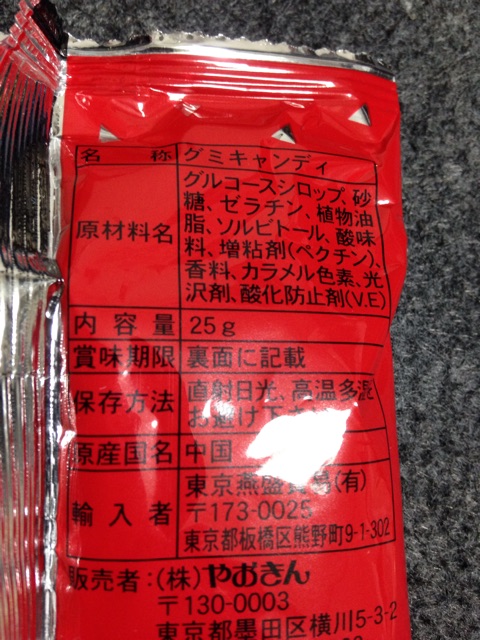 名 称 グミキャンディ
原材料名 グルコースシロップ、砂
糖、ゼラチン、植物油
脂、ソルビトール、酸味
料、増粘剤(ペクチン)、
香料、カラメル色素、光
沢剤、酸化防止剤(V.E)
内容量 25g
賞味期限 裏面に記載
保存方法 直射日光、高温多湿
お避け下さ
原産国名 中国
輸入者 東京燕盛貿易(有)
〒173-0025
東京都板橋区熊野町9-1-302
販売者:(株)やおきん
〒130-0003
東京都墨田区横川5-3-2